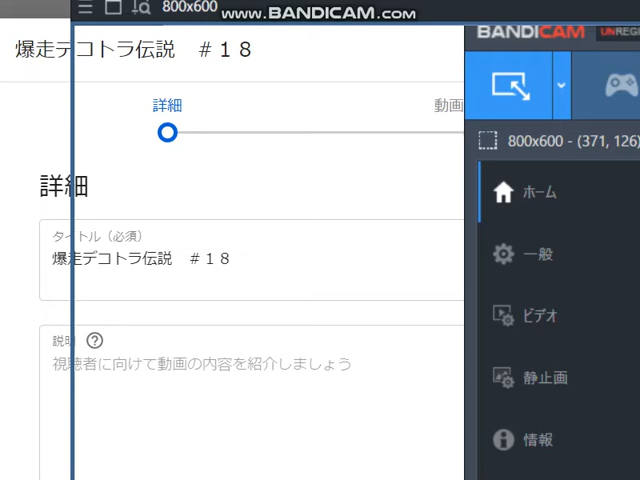 800x600
www.BANDICAM.com
BANDICAM
爆走デコトラ伝説 ＃１８
詳細
動画
800x600 - (371, 126)
詳細
ホーム
タイトル（必須）
爆走デコトラ伝説 ＃１８
一般
ビデオ
説明
視聴者に向けて動画の内容を紹介しましょう
静止画
情報